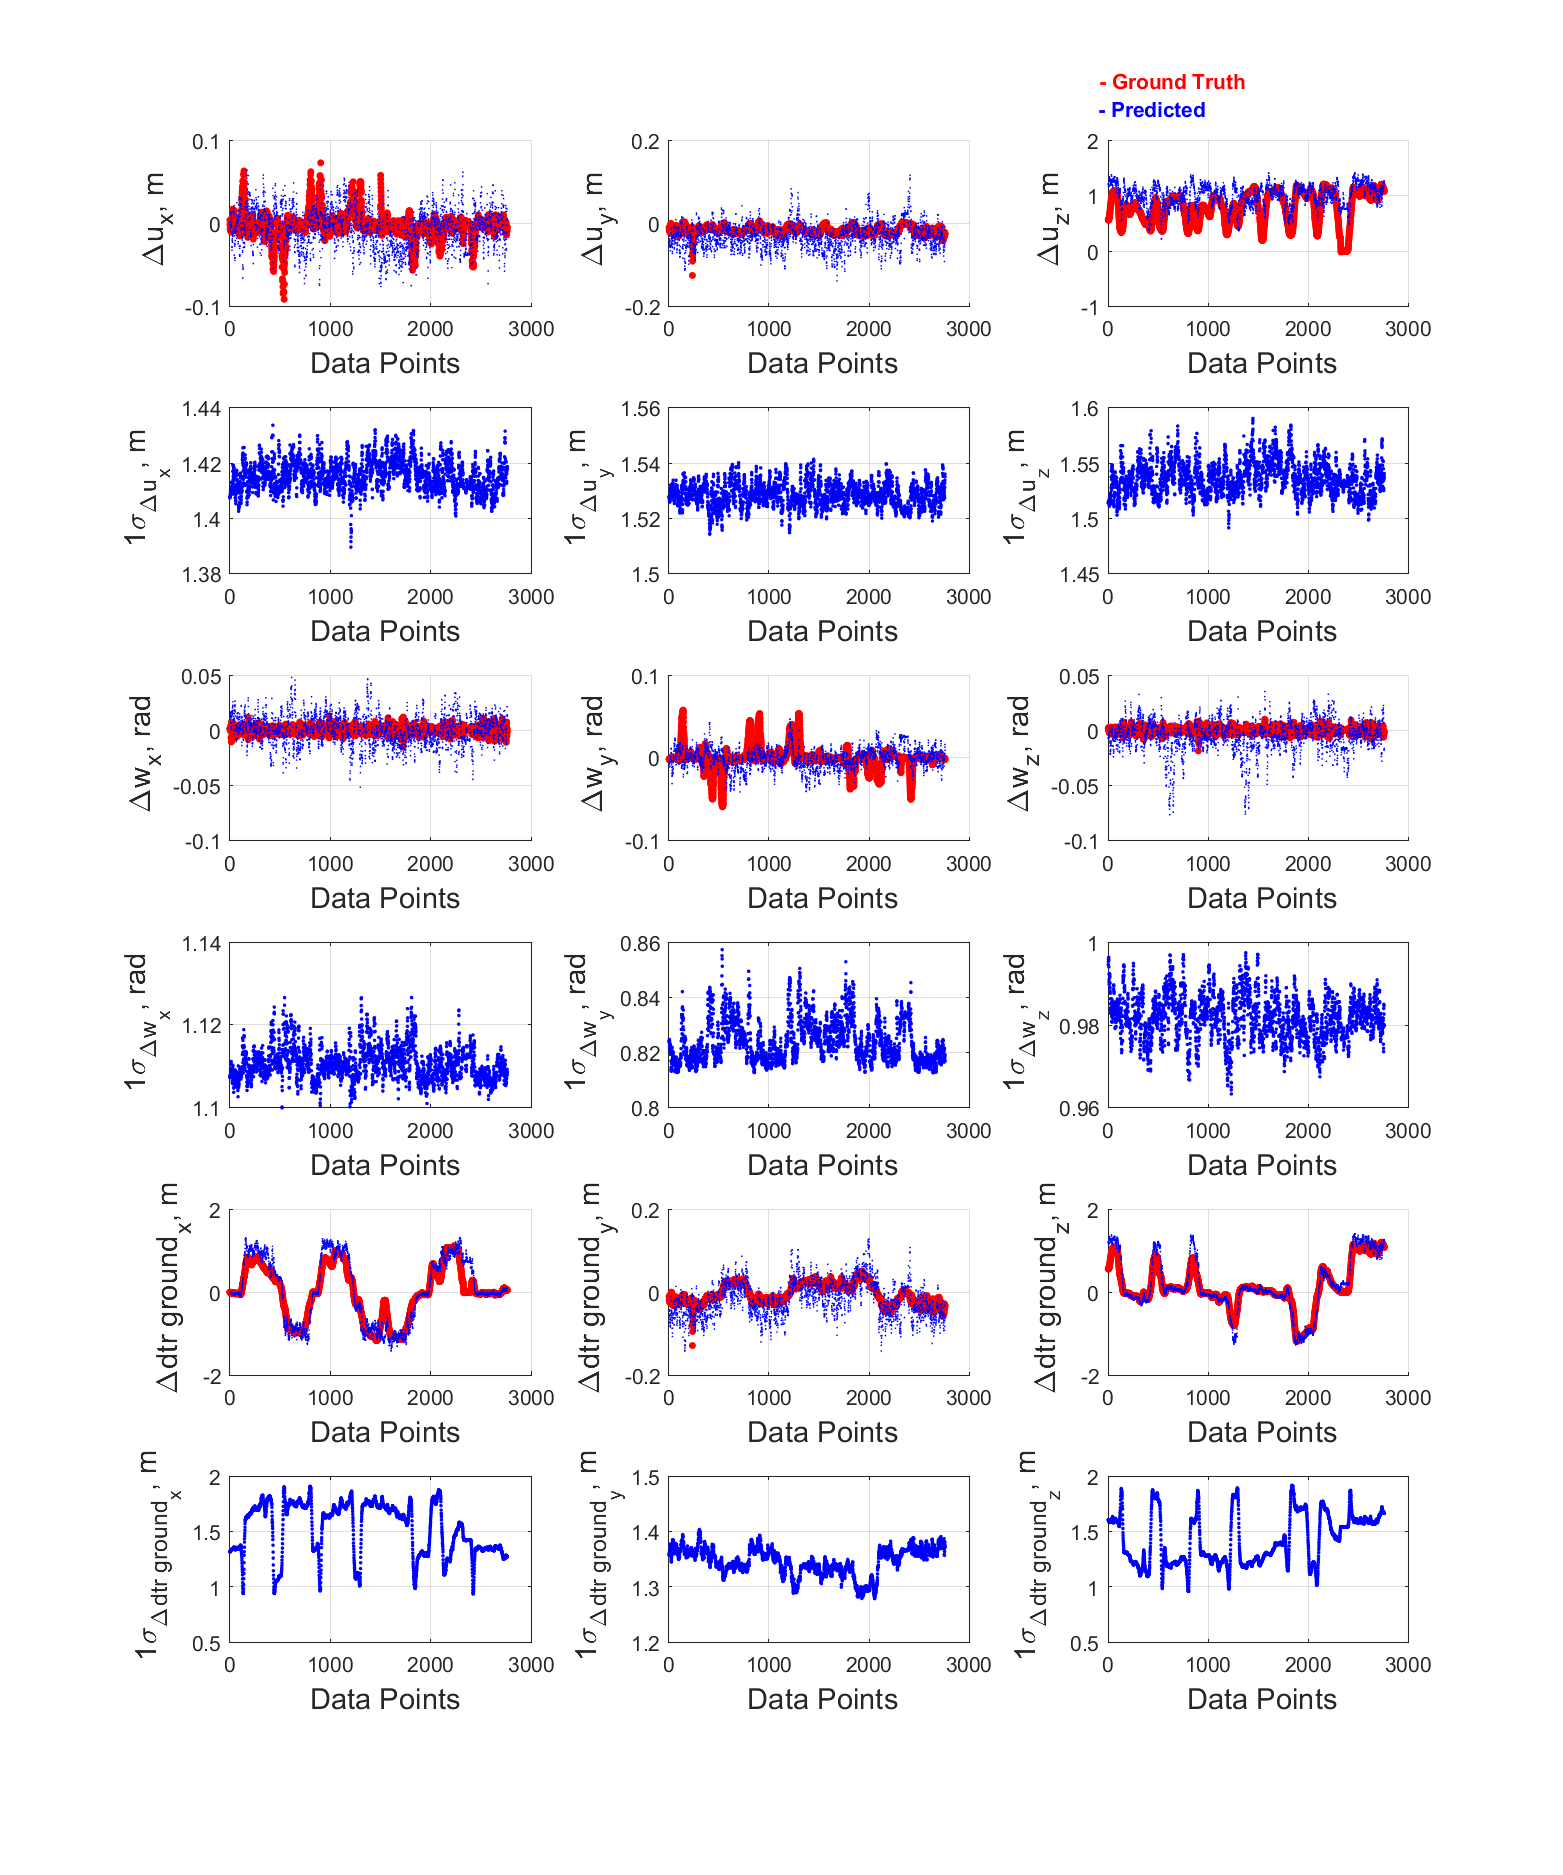 - Ground Truth
- Predicted
0.1
0
-0.1
Δu_x, m
0 1000 2000 3000
Data Points
0.2
0
-0.2
Δu_y, m
0 1000 2000 3000
Data Points
2
1
0
-1
Δu_z, m
0 1000 2000 3000
Data Points
1.44
1.42
1.4
1.38
1σ_Δu_x, m
0 1000 2000 3000
Data Points
1.56
1.54
1.52
1.5
1σ_Δu_y, m
0 1000 2000 3000
Data Points
1.6
1.55
1.5
1.45
1σ_Δu_z, m
0 1000 2000 3000
Data Points
0.05
0
-0.05
-0.1
Δw_x, rad
0 1000 2000 3000
Data Points
0.1
0
-0.1
Δw_y, rad
0 1000 2000 3000
Data Points
0.05
0
-0.05
-0.1
Δw_z, rad
0 1000 2000 3000
Data Points
1.14
1.12
1.1
1σ_Δw_x, rad
0 1000 2000 3000
Data Points
0.86
0.84
0.82
0.8
1σ_Δw_y, rad
0 1000 2000 3000
Data Points
1
0.98
0.96
1σ_Δw_z, rad
0 1000 2000 3000
Data Points
2
0
-2
Δdtr ground_x, m
0 1000 2000 3000
Data Points
0.2
0
-0.2
Δdtr ground_y, m
0 1000 2000 3000
Data Points
2
0
-2
Δdtr ground_z, m
0 1000 2000 3000
Data Points
2
1.5
1
0.5
1σ_Δdtr ground_x, m
0 1000 2000 3000
Data Points
1.5
1.4
1.3
1.2
1σ_Δdtr ground_y, m
0 1000 2000 3000
Data Points
2
1.5
1
0.5
1σ_Δdtr ground_z, m
0 1000 2000 3000
Data Points